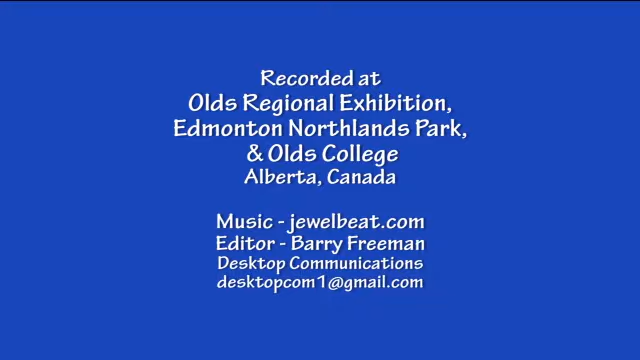 Recorded at
Olds Regional Exhibition,
Edmonton Northlands Park,
& Olds College
Alberta, Canada
Music - jewelbeat.com
Editor - Barry Freeman
Desktop Communications
desktopcom1@gmail.com